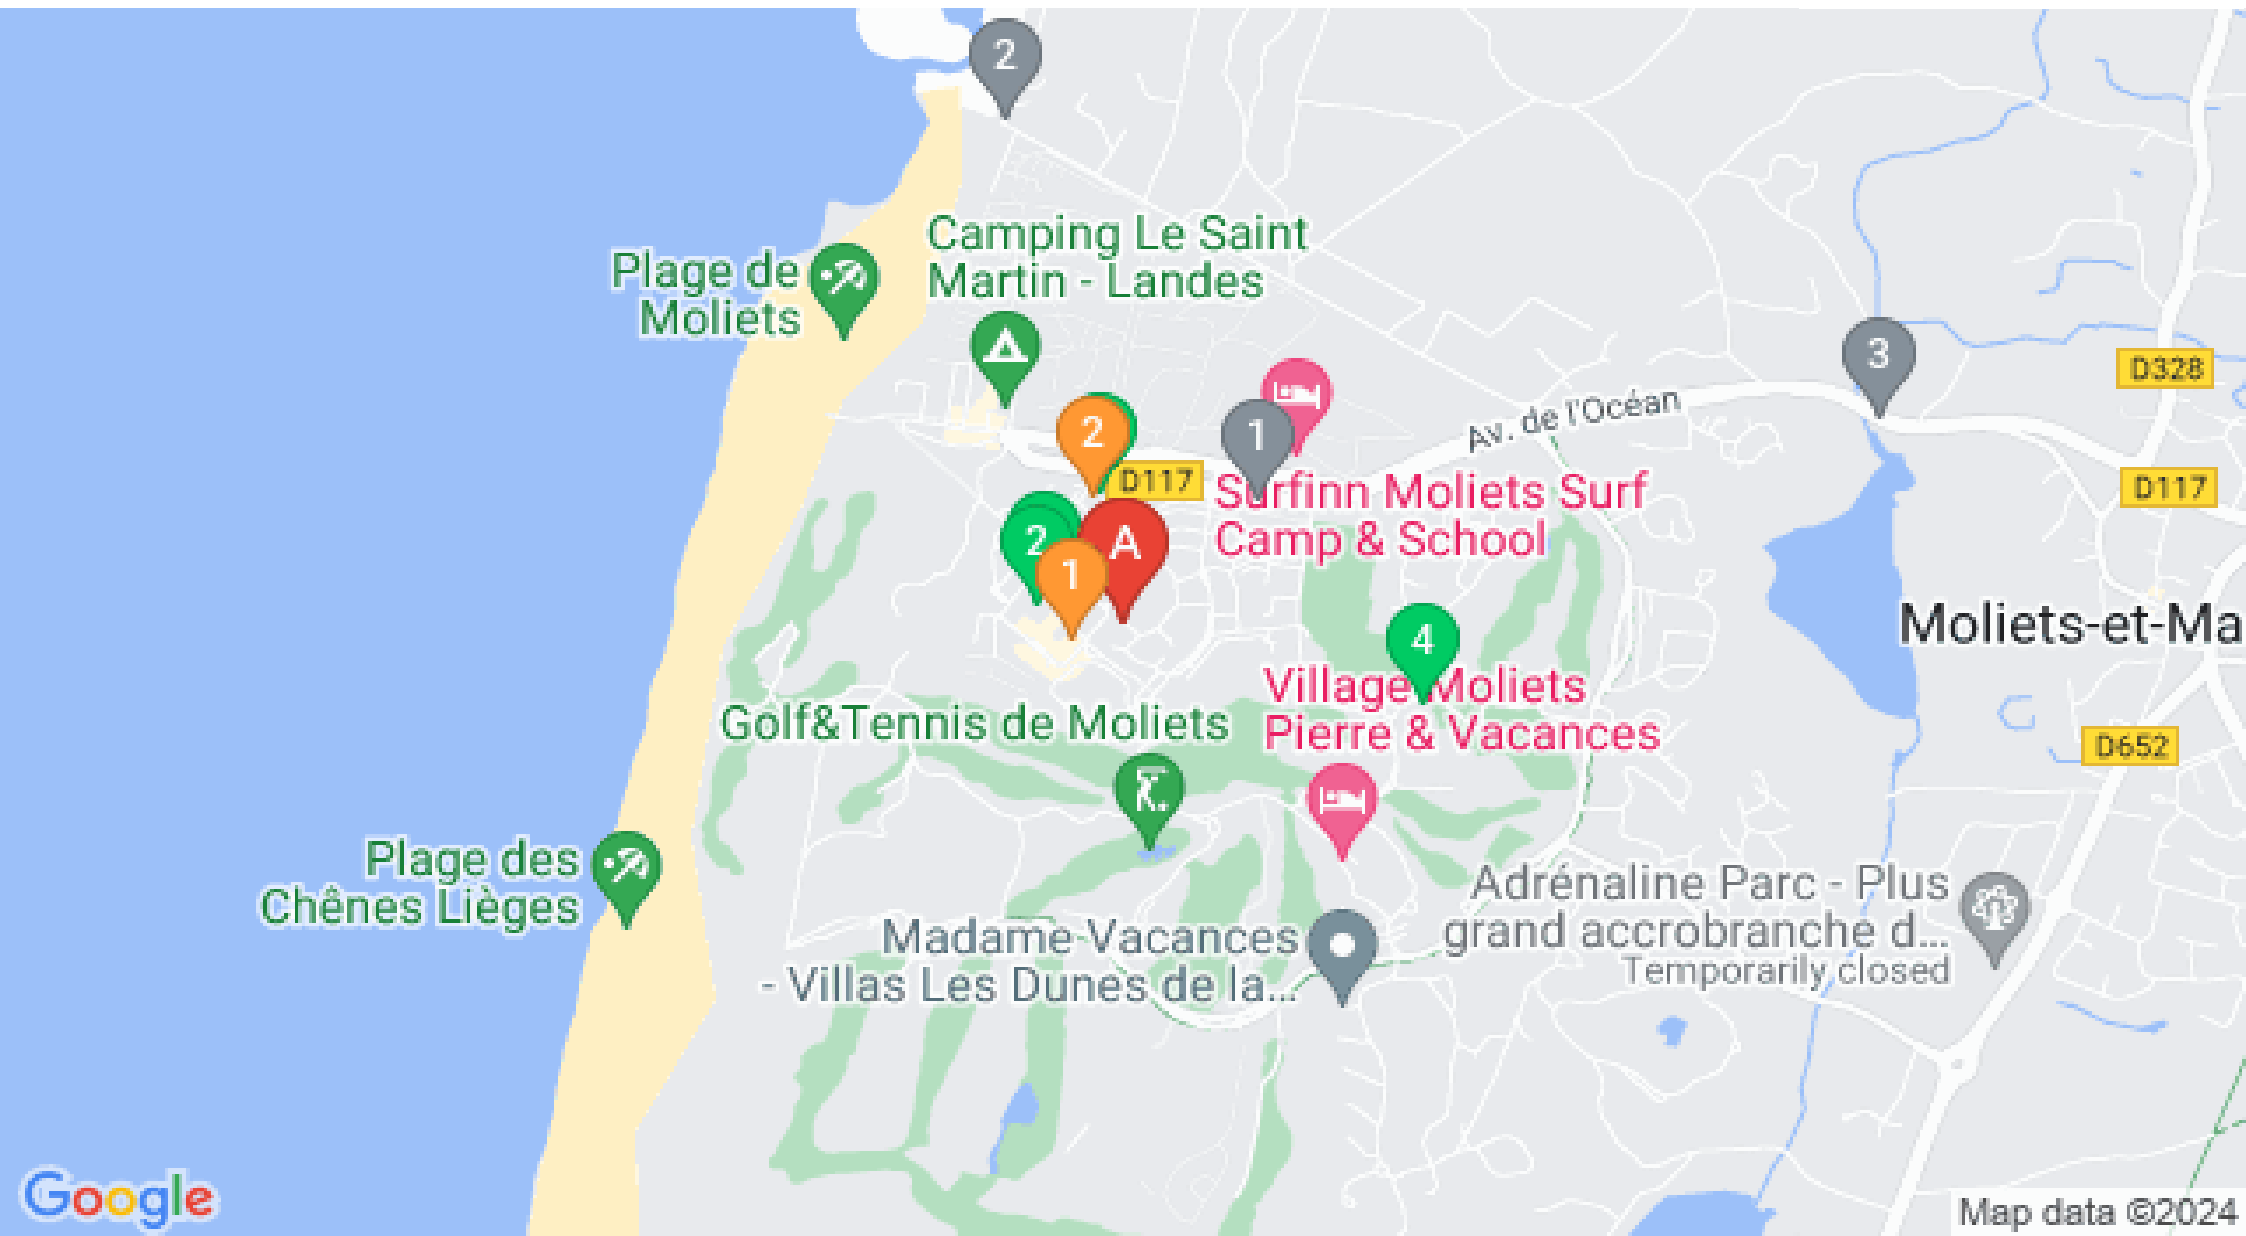 2
Camping Le Saint
Martin - Landes
Plage de
Moliets
3
D328
Av. de l'Océan
2
1
D117
D117
Surfinn Moliets Surf
Camp & School
2
A
1
4
Moliets-et-Ma
Village Moliets
Pierre & Vacances
Golf&Tennis de Moliets
D652
Plage des
Chênes Lièges
Adrénaline Parc - Plus
grand accrobranche d...
Temporarily closed
Madame Vacances
- Villas Les Dunes de la...
Google
Map data ©2024